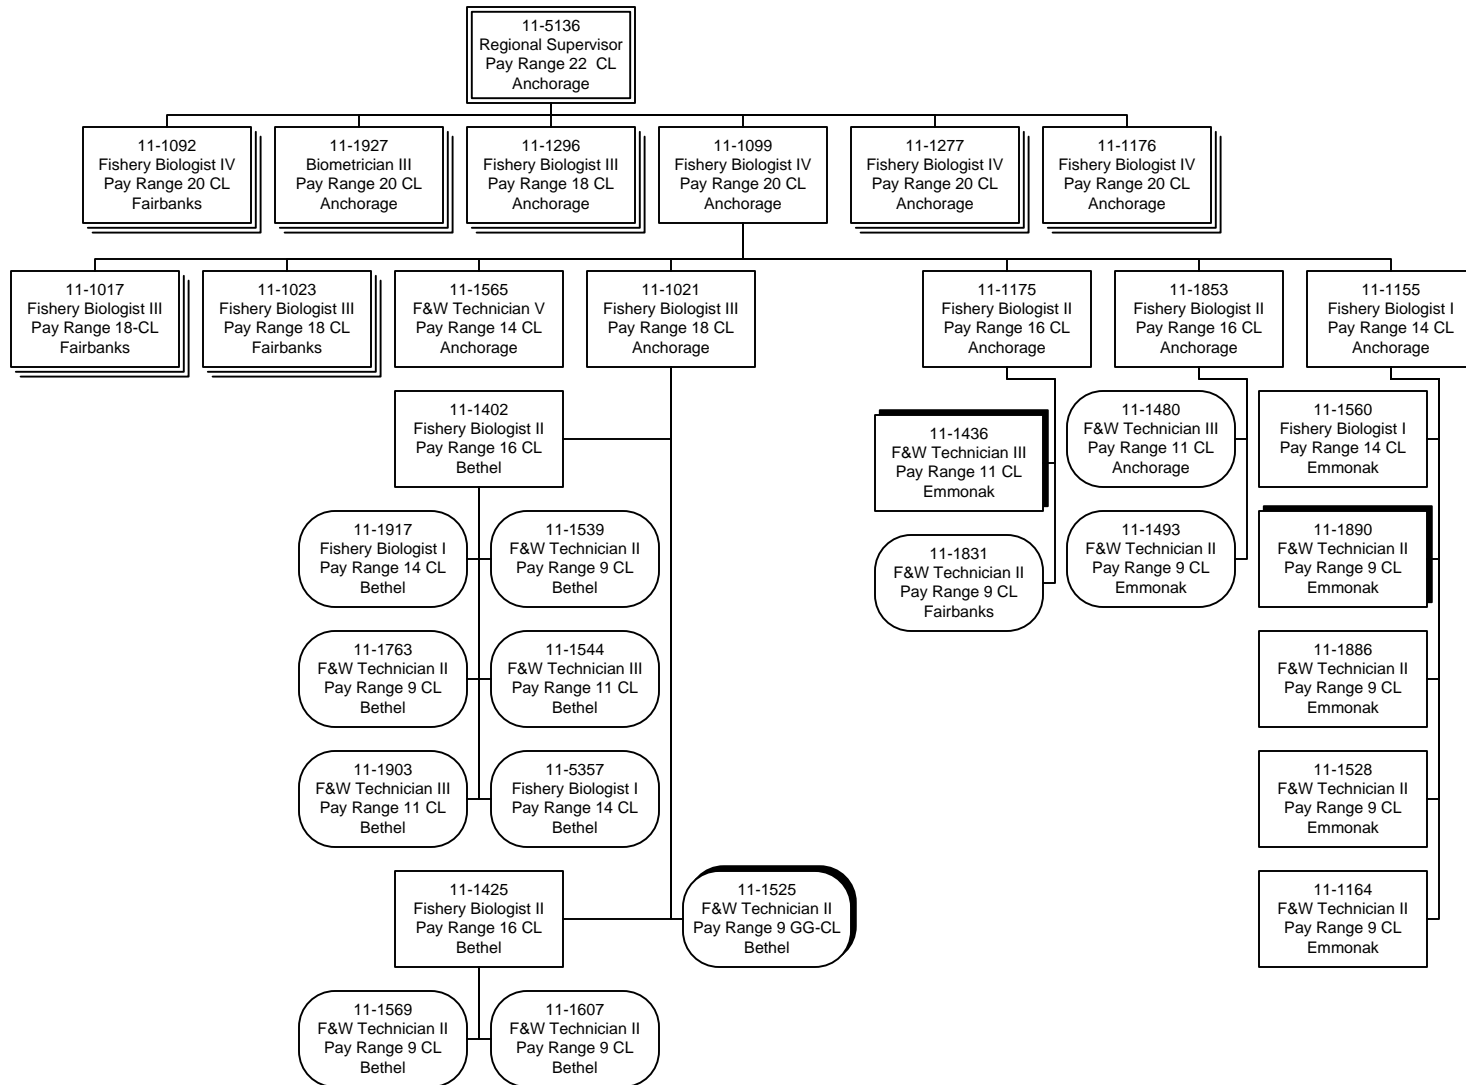 11-5136
Regional Supervisor
Pay Range 22 CL
Anchorage
11-1092
Fishery Biologist IV
Pay Range 20 CL
Fairbanks
11-1927
Biometrician III
Pay Range 20 CL
Anchorage
11-1296
Fishery Biologist III
Pay Range 18 CL
Anchorage
11-1099
Fishery Biologist IV
Pay Range 20 CL
Anchorage
11-1277
Fishery Biologist IV
Pay Range 20 CL
Anchorage
11-1176
Fishery Biologist IV
Pay Range 20 CL
Anchorage
11-1017
Fishery Biologist III
Pay Range 18-CL
Fairbanks
11-1023
Fishery Biologist III
Pay Range 18 CL
Fairbanks
11-1565
F&W Technician V
Pay Range 14 CL
Anchorage
11-1021
Fishery Biologist III
Pay Range 18 CL
Anchorage
11-1175
Fishery Biologist II
Pay Range 16 CL
Anchorage
11-1853
Fishery Biologist II
Pay Range 16 CL
Anchorage
11-1155
Fishery Biologist I
Pay Range 14 CL
Anchorage
11-1402
Fishery Biologist II
Pay Range 16 CL
Bethel
11-1436
F&W Technician III
Pay Range 11 CL
Emmonak
11-1480
F&W Technician III
Pay Range 11 CL
Anchorage
11-1560
Fishery Biologist I
Pay Range 14 CL
Emmonak
11-1917
Fishery Biologist I
Pay Range 14 CL
Bethel
11-1539
F&W Technician II
Pay Range 9 CL
Bethel
11-1831
F&W Technician II
Pay Range 9 CL
Fairbanks
11-1493
F&W Technician II
Pay Range 9 CL
Emmonak
11-1890
F&W Technician II
Pay Range 9 CL
Emmonak
11-1763
F&W Technician II
Pay Range 9 CL
Bethel
11-1544
F&W Technician III
Pay Range 11 CL
Bethel
11-1886
F&W Technician II
Pay Range 9 CL
Emmonak
11-1903
F&W Technician III
Pay Range 11 CL
Bethel
11-5357
Fishery Biologist I
Pay Range 14 CL
Bethel
11-1528
F&W Technician II
Pay Range 9 CL
Emmonak
11-1425
Fishery Biologist II
Pay Range 16 CL
Bethel
11-1525
F&W Technician II
Pay Range 9 GG-CL
Bethel
11-1164
F&W Technician II
Pay Range 9 CL
Emmonak
11-1569
F&W Technician II
Pay Range 9 CL
Bethel
11-1607
F&W Technician II
Pay Range 9 CL
Bethel